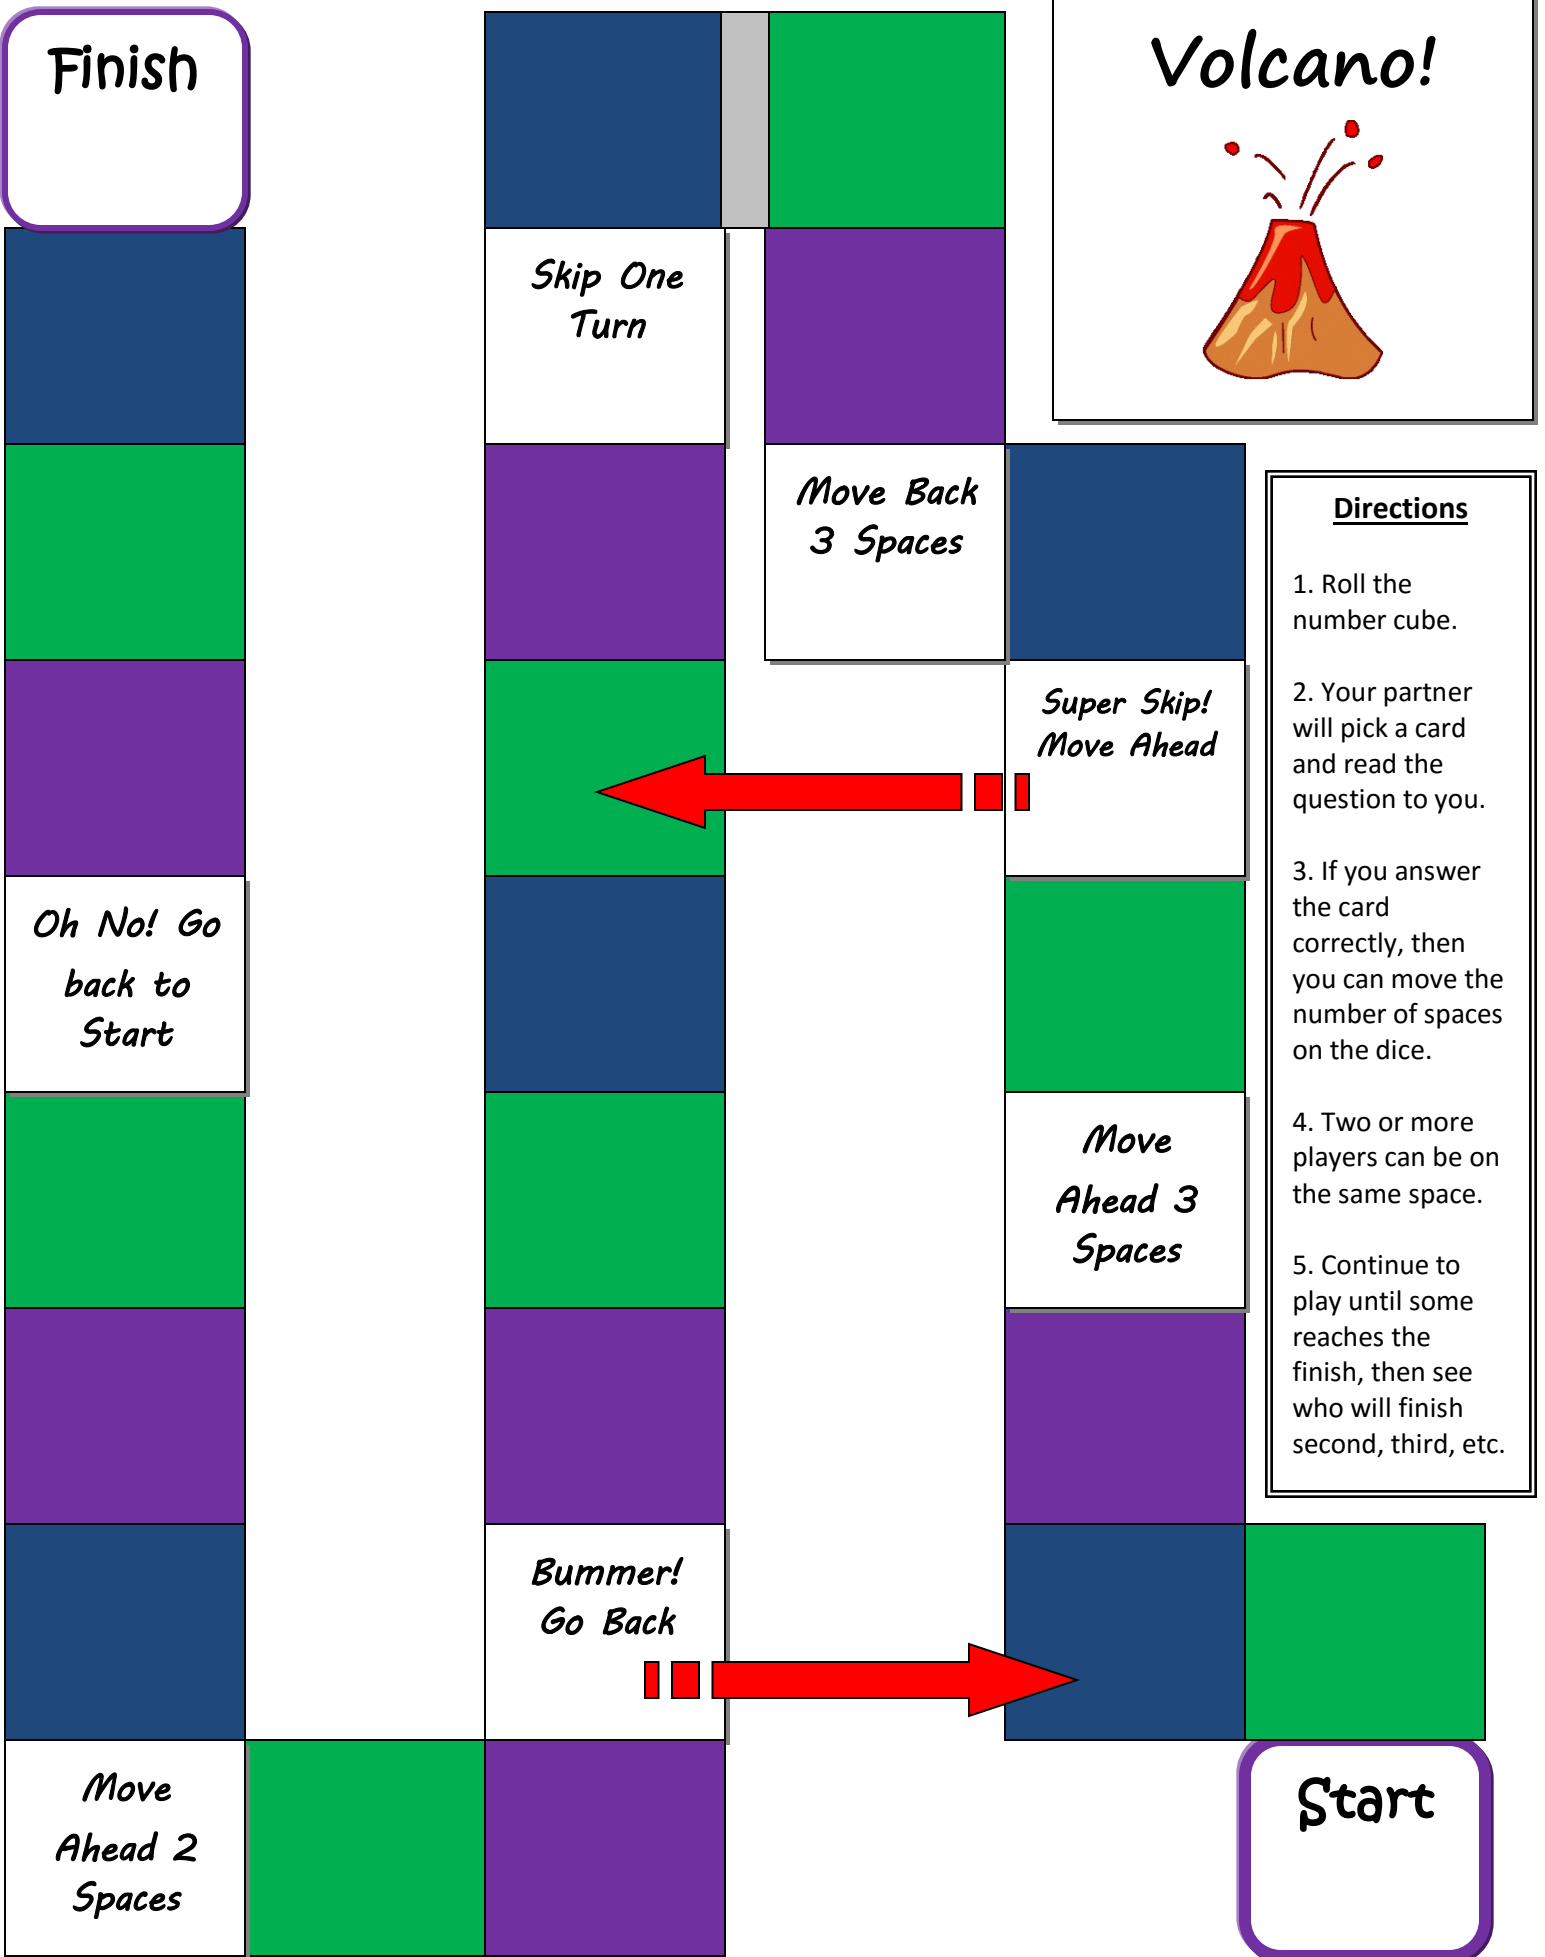 Finish
Volcano!
Skip One
Turn
Move Back
3 Spaces
Super Skip!
Move Ahead
Oh No! Go
back to
Start
Move
Ahead 3
Spaces
Bummer!
Go Back
Move
Ahead 2
Spaces
Start
Directions
1. Roll the
number cube.
2. Your partner
will pick a card
and read the
question to you.
3. If you answer
the card
correctly, then
you can move the
number of spaces
on the dice.
4. Two or more
players can be on
the same space.
5. Continue to
play until some
reaches the
finish, then see
who will finish
second, third, etc.